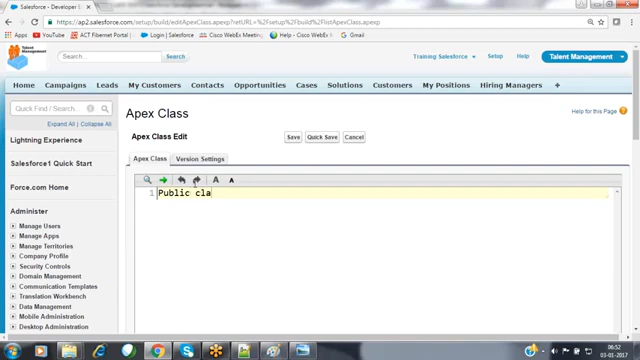 Salesforce - Developer E
https://ap2.salesforce.com/setup/build/editApexClass.apexp?retURL=%2Fsetup%2Fbuild%2FlistApexClass.apexp
Apps
ACT Fibernet Portal
Login | Salesforce
Help - Cisco WebEx Meeting
Cisco WebEx Meetings
Talent
Management
Search...
Search
Training Salesforce
Setup
Help
Talent Management
Home
Campaigns
Leads
My Customers
Contacts
Opportunities
Cases
Solutions
Customers
My Positions
Hiring Managers
+
Quick Find / Search...
Expand All | Collapse All
Lightning Experience
Salesforce1 Quick Start
Force.com Home
Administer
Manage Users
Manage Apps
Manage Territories
Company Profile
Security Controls
Domain Management
Communication Templates
Translation Workbench
Data Management
Mobile Administration
Desktop Administration
Apex Class
Help for this Page
Apex Class Edit
Save
Quick Save
Cancel
Apex Class
Version Settings
A
A
1 Public cla
06:52
03-01-2017